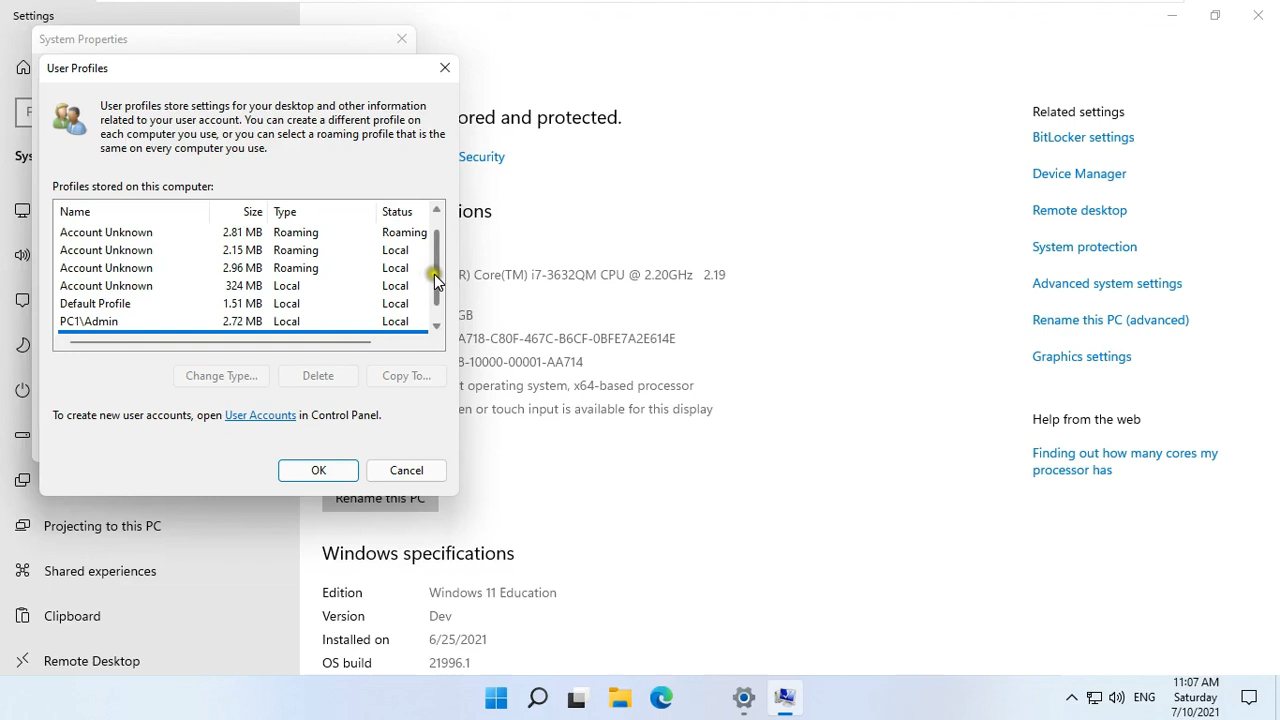 Settings
System Properties
User Profiles
User profiles store settings for your desktop and other information
related to your user account. You can create a different profile on
each computer you use, or you can select a roaming profile that is the
same on every computer you use.
Profiles stored on this computer:
Name Size Type Status
Account Unknown 2.81 MB Roaming Roaming
Account Unknown 2.15 MB Roaming Local
Account Unknown 2.96 MB Roaming Local
Account Unknown 324 MB Local Local
Default Profile 1.51 MB Local Local
PC1\Admin 2.72 MB Local Local
Change Type... Delete Copy To...
To create new user accounts, open User Accounts in Control Panel.
OK Cancel
F
Sys
Projecting to this PC
Shared experiences
Clipboard
Remote Desktop
ored and protected.
Security
ions
R) Core(TM) i7-3632QM CPU @ 2.20GHz 2.19
GB
A718-C80F-467C-B6CF-0BFE7A2E614E
8-10000-00001-AA714
t operating system, x64-based processor
en or touch input is available for this display
Rename this PC
Windows specifications
Edition Windows 11 Education
Version Dev
Installed on 6/25/2021
OS build 21996.1
Related settings
BitLocker settings
Device Manager
Remote desktop
System protection
Advanced system settings
Rename this PC (advanced)
Graphics settings
Help from the web
Finding out how many cores my
processor has
ENG
11:07 AM
Saturday
7/10/2021